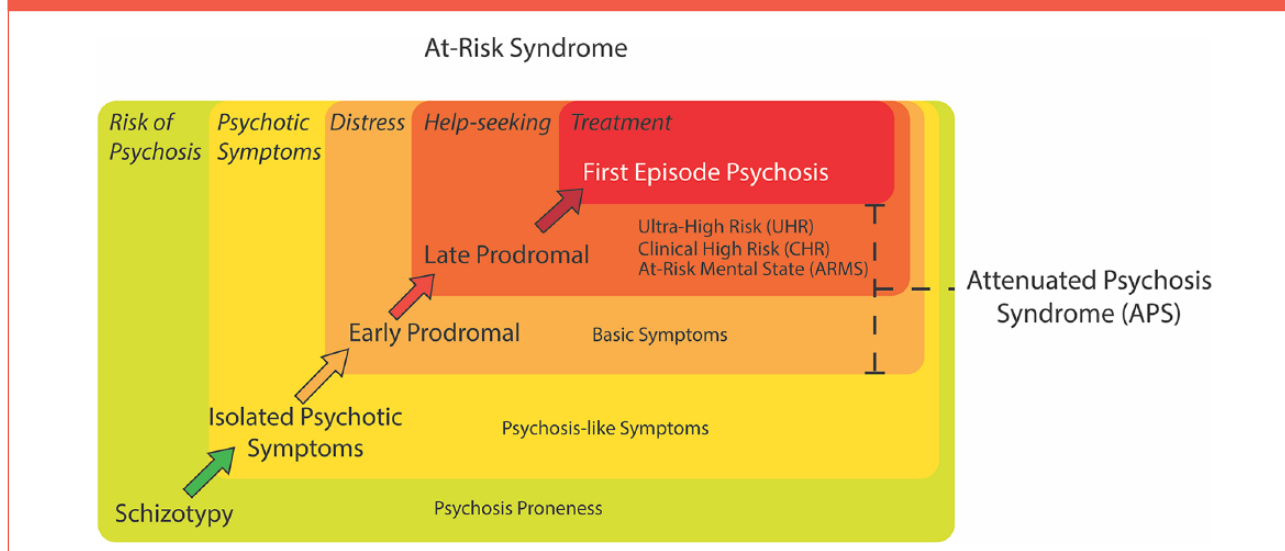 At-Risk Syndrome
Risk of
Psychosis
Psychotic
Symptoms
Distress
Help-seeking
Treatment
First Episode Psychosis
Ultra-High Risk (UHR)
Clinical High Risk (CHR)
At-Risk Mental State (ARMS)
Late Prodromal
Attenuated Psychosis
Syndrome (APS)
Early Prodromal
Basic Symptoms
Isolated Psychotic
Symptoms
Psychosis-like Symptoms
Schizotypy
Psychosis Proneness